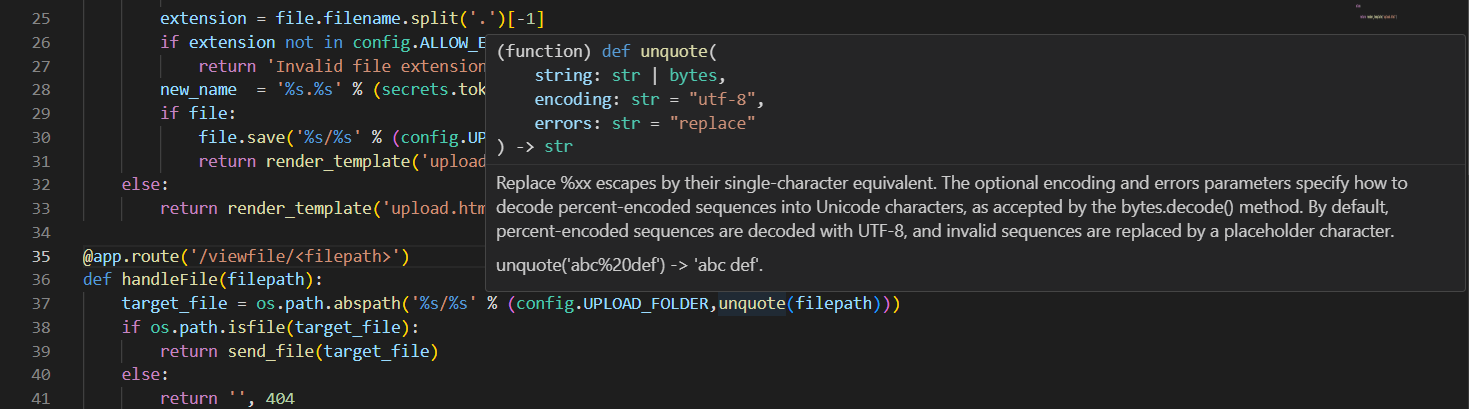 25 extension = file.filename.split('.')[-1]
26 if extension not in config.ALLOW_E
27 return 'Invalid file extension
28 new_name  = '%s.%s' % (secrets.tok
29 if file:
30 file.save('%s/%s' % (config.UP
31 return render_template('upload
32 else:
33 return render_template('upload.htm
34
35 @app.route('/viewfile/<filepath>')
36 def handleFile(filepath):
37 target_file = os.path.abspath('%s/%s' % (config.UPLOAD_FOLDER,unquote(filepath)))
38 if os.path.isfile(target_file):
39 return send_file(target_file)
40 else:
41 return '', 404
(function) def unquote(
string: str | bytes,
encoding: str = "utf-8",
errors: str = "replace"
) -> str
Replace %xx escapes by their single-character equivalent. The optional encoding and errors parameters specify how to
decode percent-encoded sequences into Unicode characters, as accepted by the bytes.decode() method. By default,
percent-encoded sequences are decoded with UTF-8, and invalid sequences are replaced by a placeholder character.
unquote('abc%20def') -> 'abc def'.